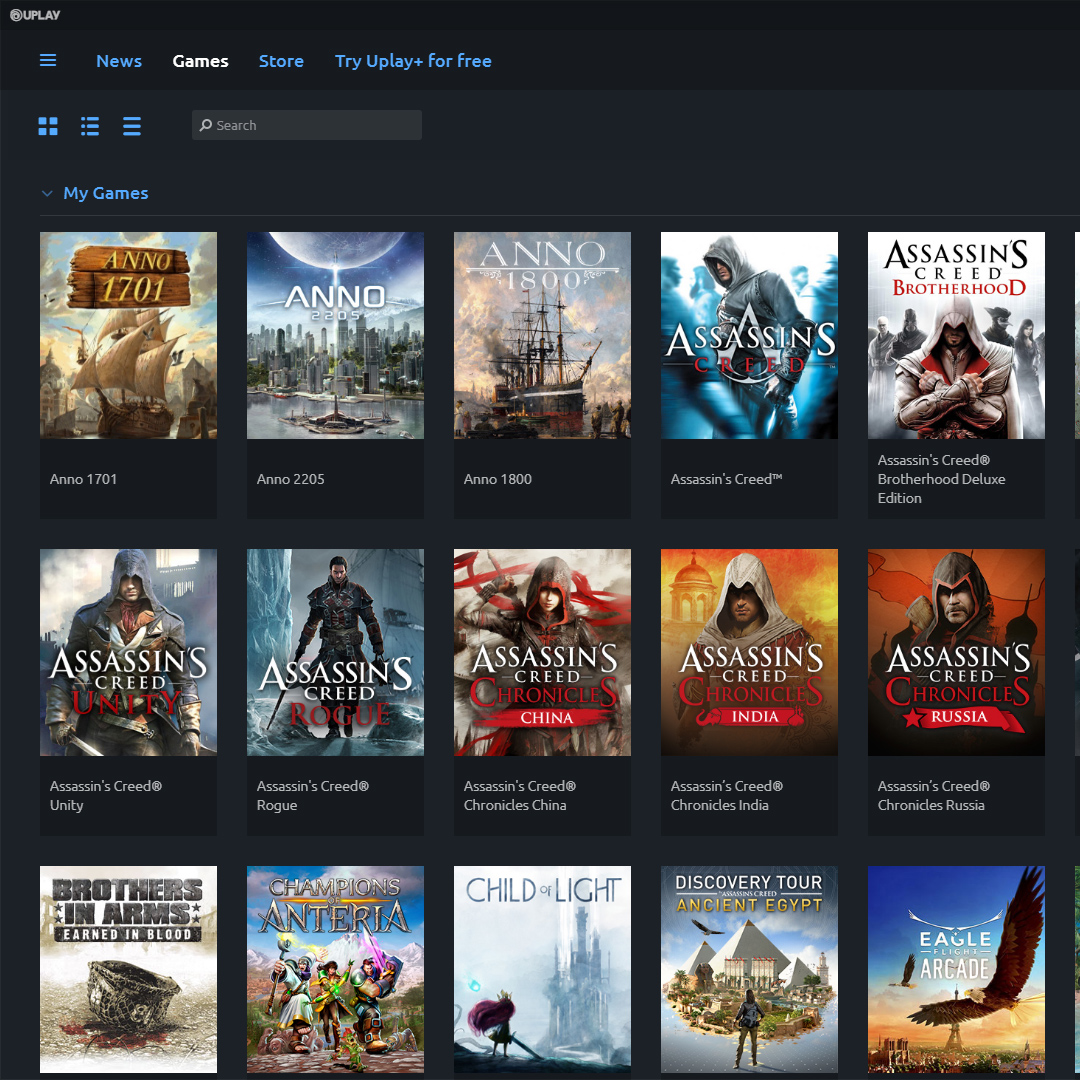 UPLAY
News Games Store Try Uplay+ for free
Search
My Games
ANNO
1701
ANNO
2205
ANNO
1800
ASSASSIN'S
CREED
ASSASSIN'S
CREED
BROTHERHOOD
Anno 1701
Anno 2205
Anno 1800
Assassin's Creed™
Assassin's Creed®
Brotherhood Deluxe
Edition
ASSASSIN'S
CREED
UNITY
ASSASSIN'S
CREED
ROGUE
ASSASSIN'S
CREED
CHRONICLES
CHINA
ASSASSIN'S
CREED
CHRONICLES
INDIA
ASSASSIN'S
CREED
CHRONICLES
RUSSIA
Assassin's Creed®
Unity
Assassin's Creed®
Rogue
Assassin's Creed®
Chronicles China
Assassin’s Creed®
Chronicles India
Assassin’s Creed®
Chronicles Russia
BROTHERS
IN ARMS
EARNED IN BLOOD
CHAMPIONS
OF
ANTERIA
CHILD OF LIGHT
DISCOVERY TOUR
BY ASSASSIN'S CREED
ANCIENT EGYPT
EAGLE
FLIGHT
ARCADE